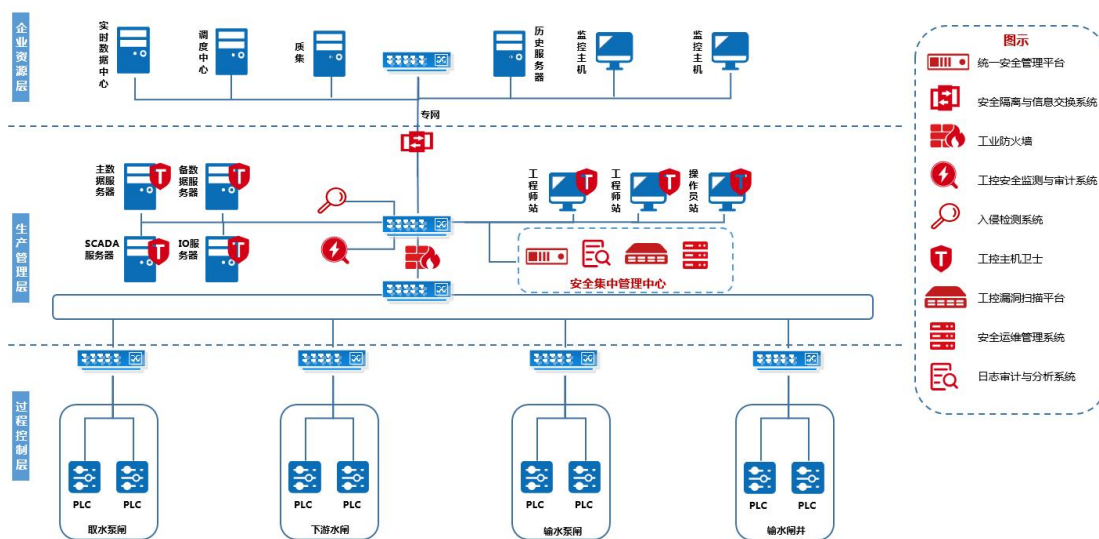 企业资源层
实时数据中心
调度中心
质集
历史服务器
监控主机
监控主机
专网
生产管理层
主数据服务器
备数据服务器
SCADA
服务器
IO服
务器
工程师站
工程师站
操作员站
安全集中管理中心
过程控制层
PLC
PLC
取水泵闸
PLC
PLC
下游水闸
PLC
PLC
输水泵闸
PLC
PLC
输水闸井
图示
统一安全管理平台
安全隔离与信息交换系统
工业防火墙
工控安全监测与审计系统
入侵检测系统
工控主机卫士
工控漏洞扫描平台
安全运维管理系统
日志审计与分析系统